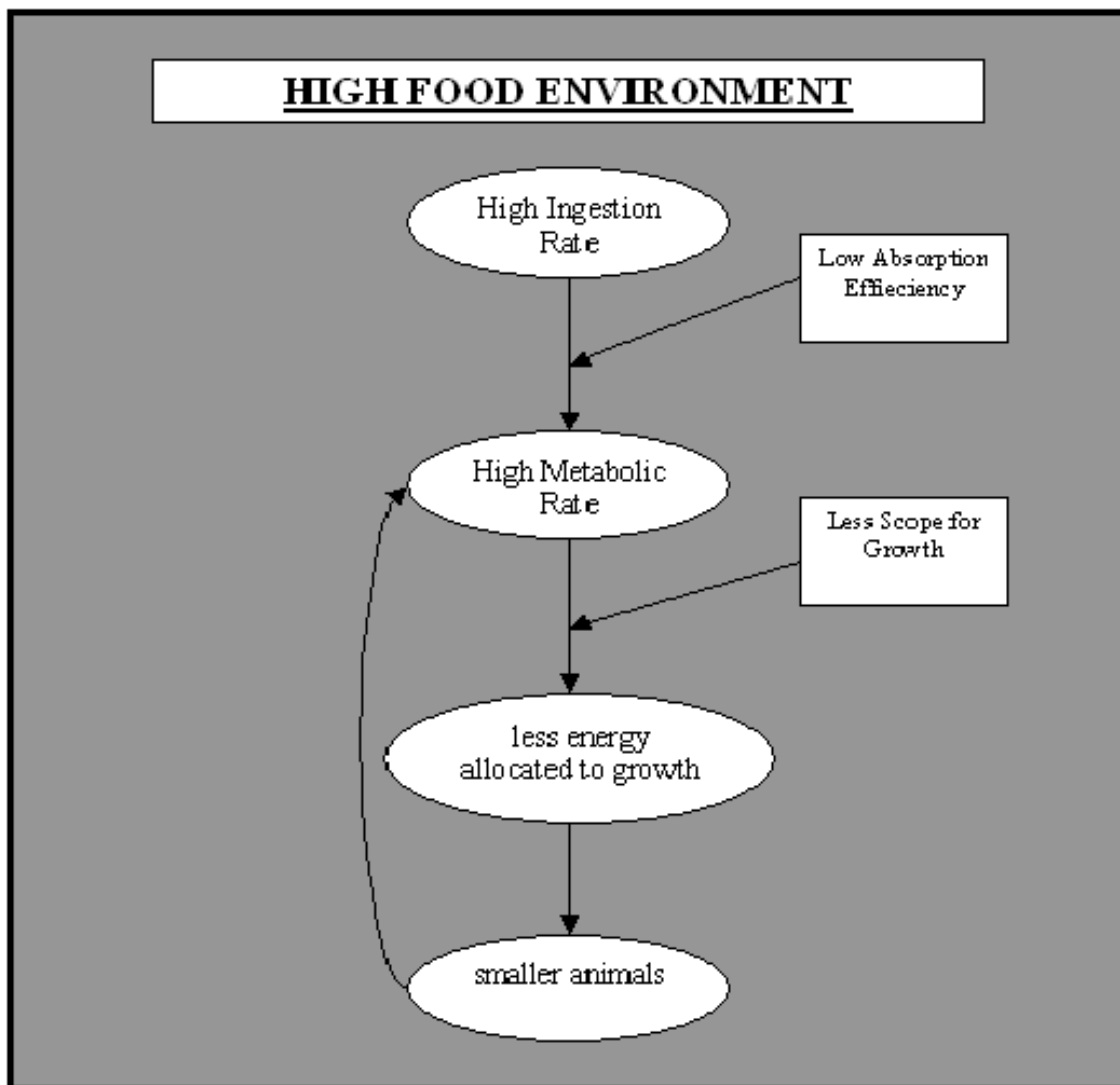 HIGH FOOD ENVIRONMENT
High Ingestion
Rate
Low Absorption
Effieciency
High Metabolic
Rate
Less Scope for
Growth
less energy
allocated to growth
smaller animals